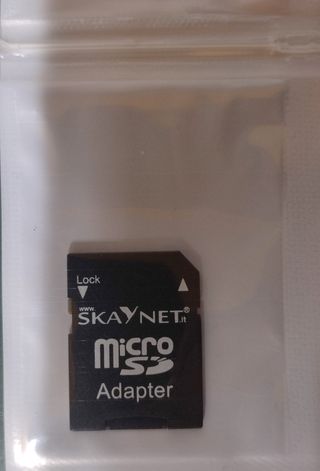 Lock
www.
SKAYNET®.it
micro
SD
Adapter